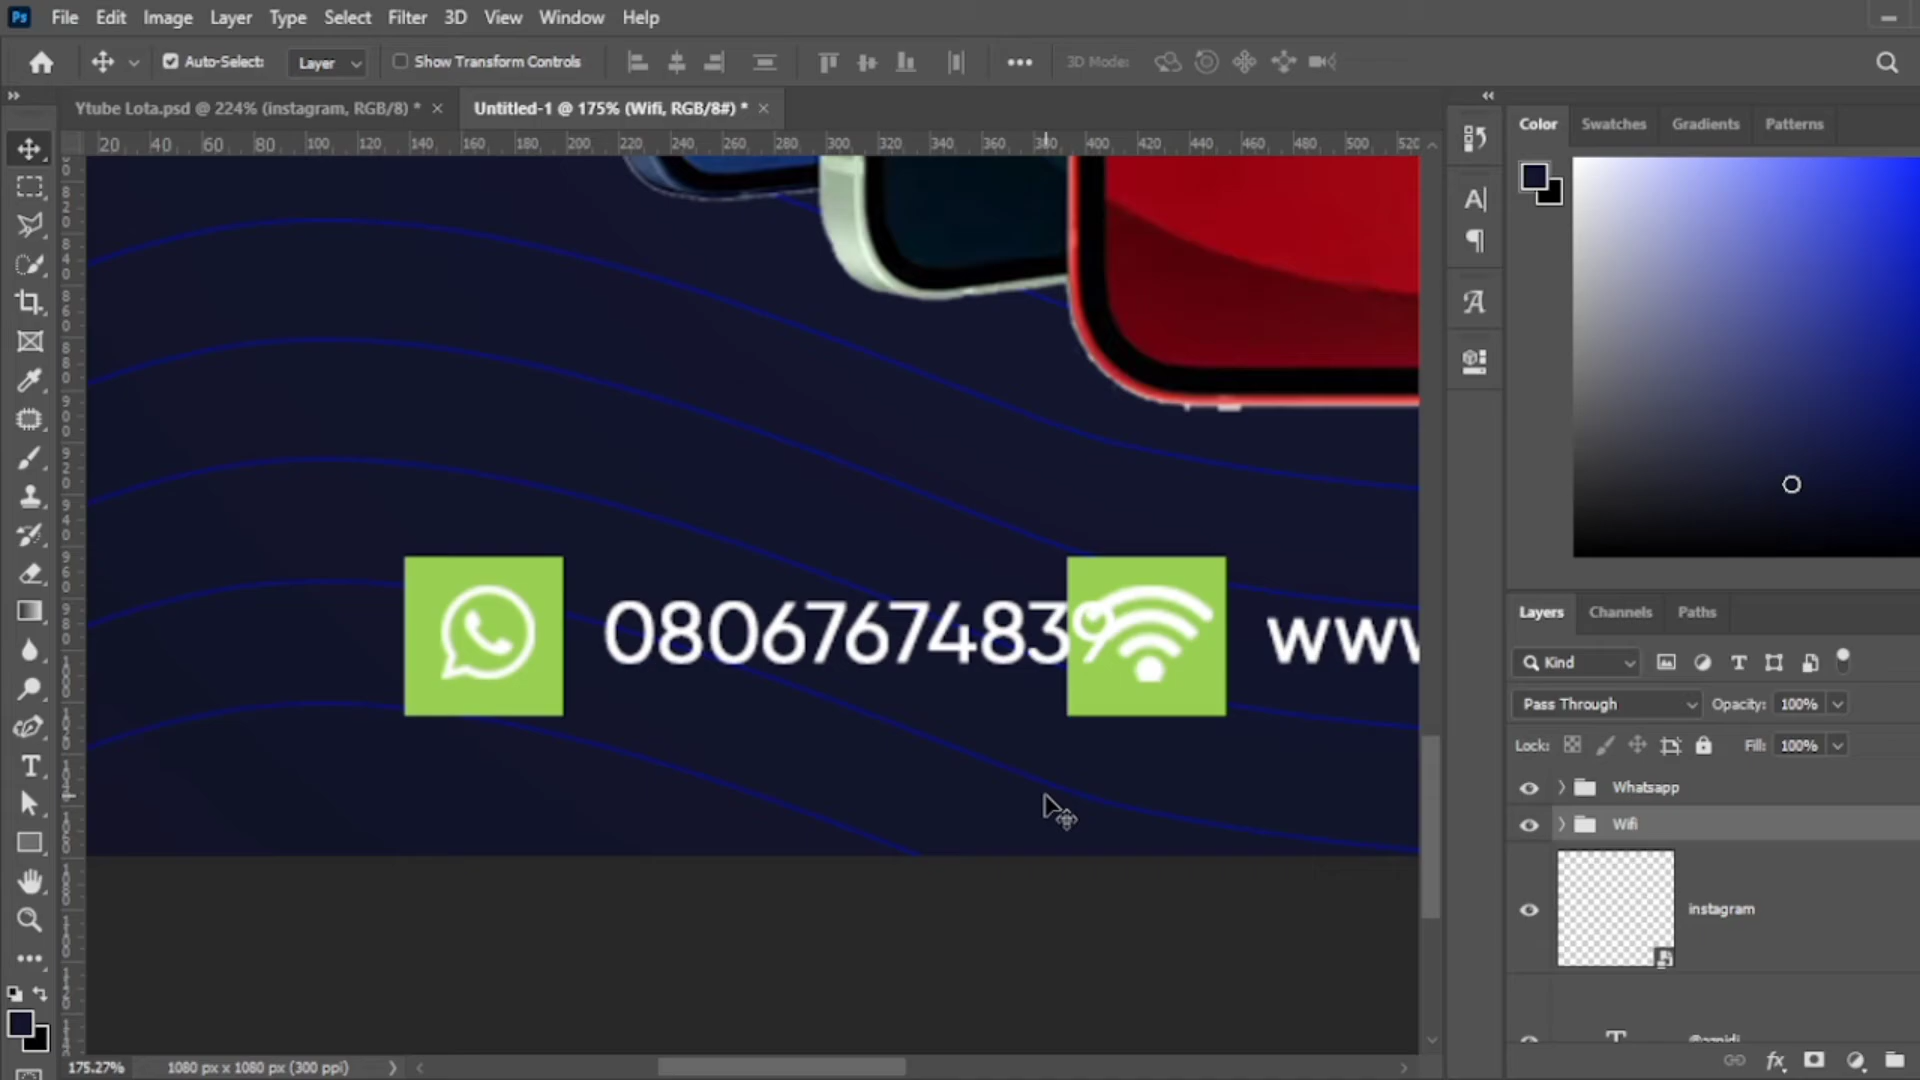 Ps File Edit Image Layer Type Select Filter 3D View Window Help
Auto-Select: Layer Show Transform Controls 3D Mode:
Ytube Lota.psd @ 224% (instagram, RGB/8) * × Untitled-1 @ 175% (Wifi, RGB/8#) * ×
20 40 60 80 100 120 140 160 180 200 220 240 260 280 300 320 340 360 380 400 420 440 460 480 500 520
Color Swatches Gradients Patterns
08067674839
www
Layers Channels Paths
Kind
Pass Through Opacity: 100%
Lock: Fill: 100%
Whatsapp
Wifi
instagram
175.27% 1080 px x 1080 px (300 ppi)